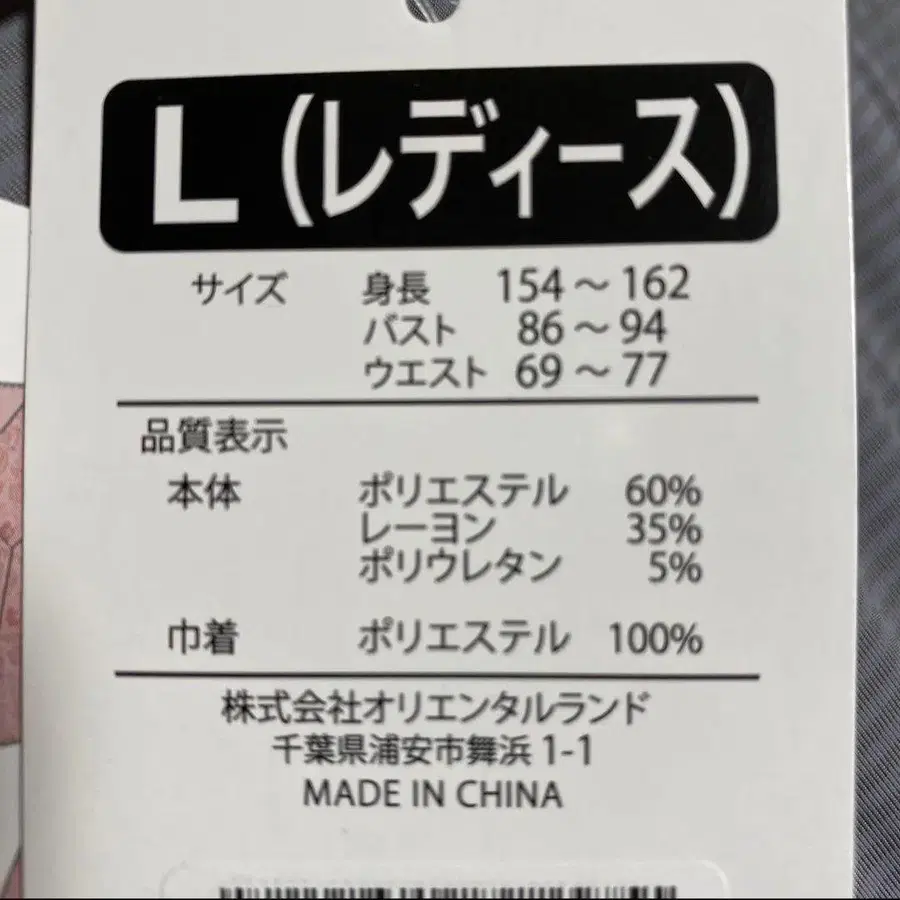 L（レディース）
サイズ 身長 154～162
バスト 86～94
ウエスト 69～77
品質表示
本体 ポリエステル 60%
レーヨン 35%
ポリウレタン 5%
巾着 ポリエステル 100%
株式会社オリエンタルランド
千葉県浦安市舞浜 1-1
MADE IN CHINA